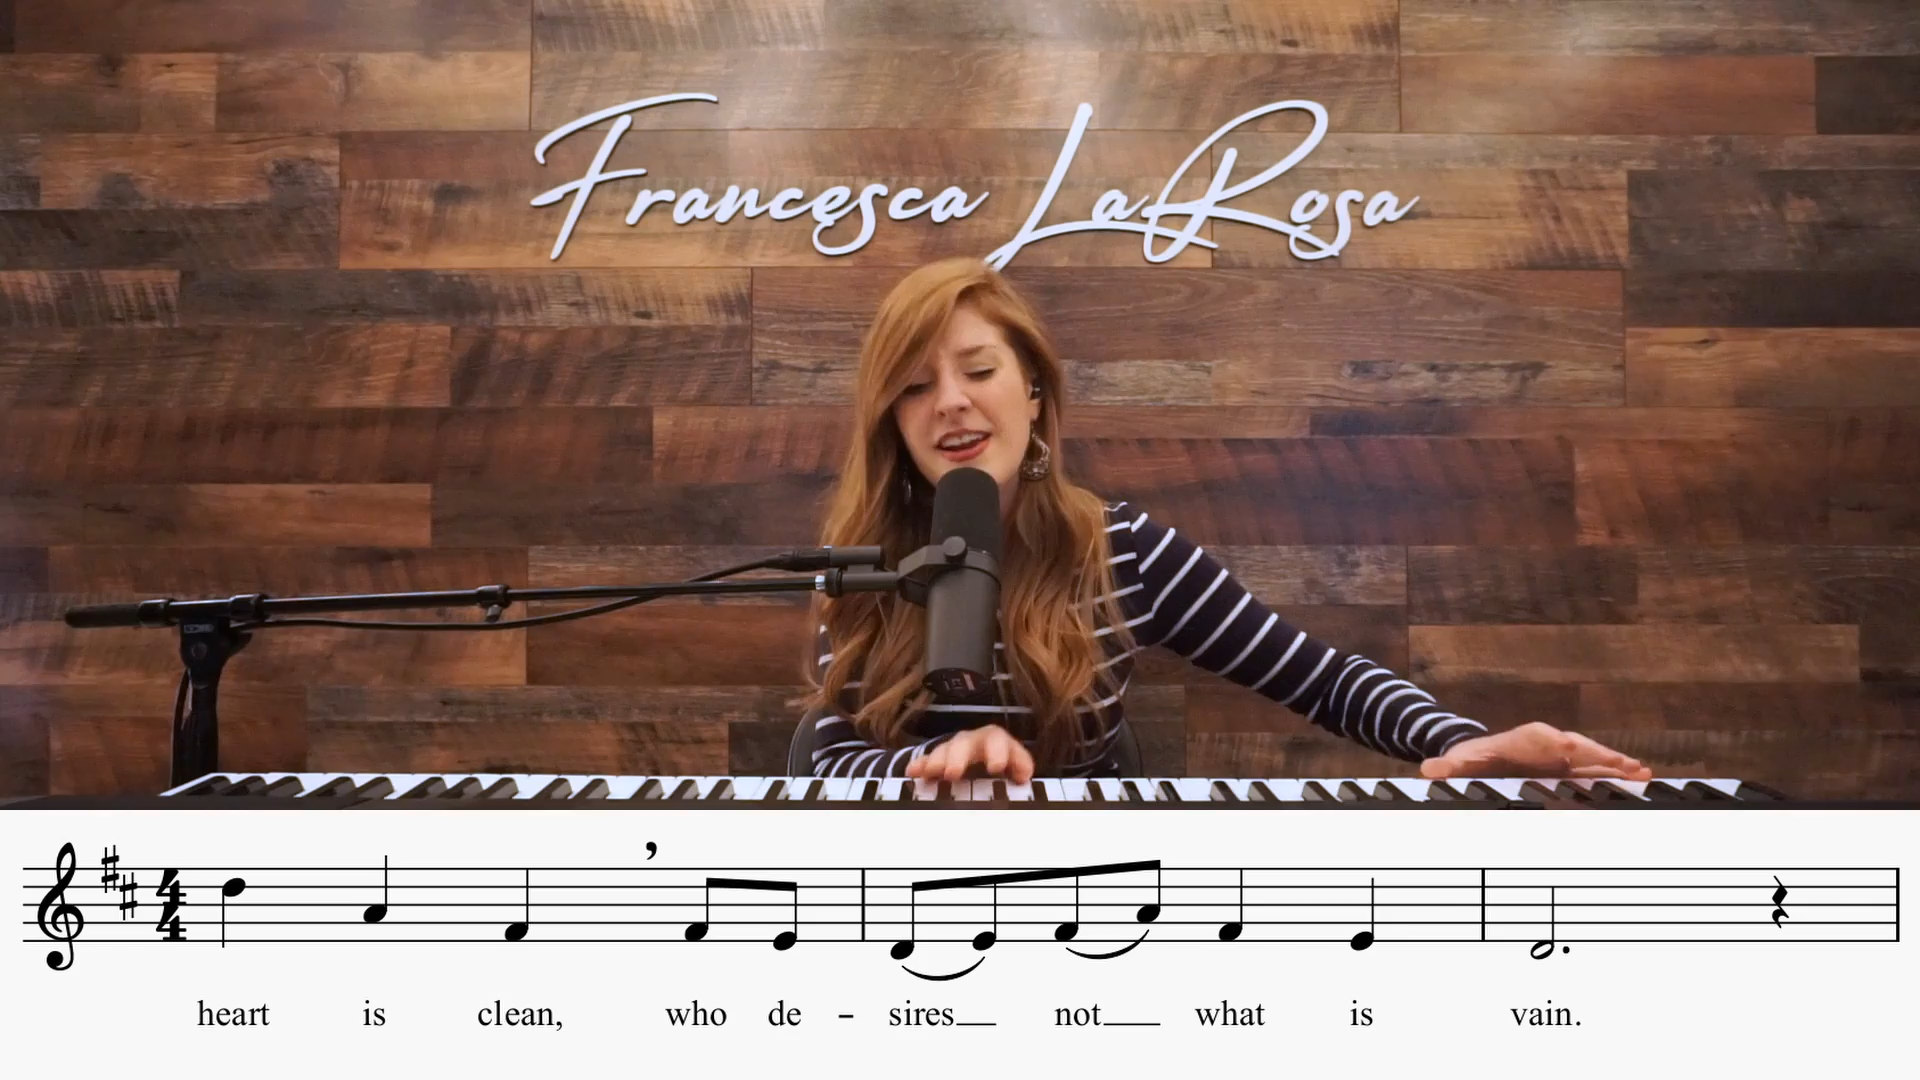 Francesca LaRosa
heart is clean, who de - sires not what is vain.